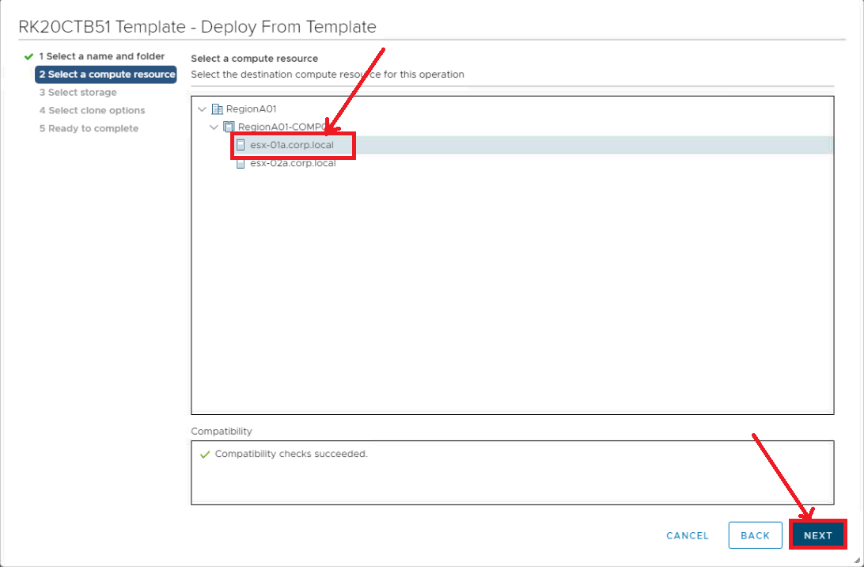 RK20CTB51 Template - Deploy From Template
1 Select a name and folder
2 Select a compute resource
3 Select storage
4 Select clone options
5 Ready to complete
Select a compute resource
Select the destination compute resource for this operation
RegionA01
RegionA01-COMP0
esx-01a.corp.local
esx-02a.corp.local
Compatibility
Compatibility checks succeeded.
CANCEL BACK NEXT